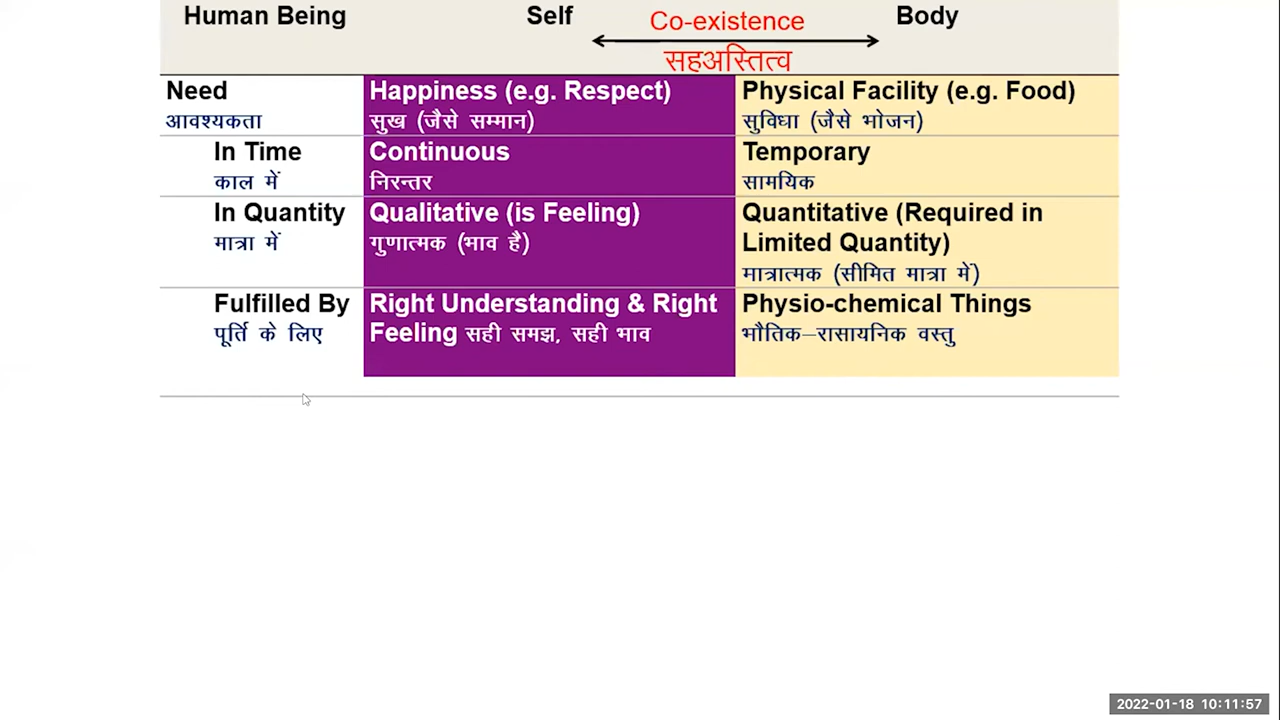 Human Being Self Co-existence Body
सहअस्तित्व
Need Happiness (e.g. Respect) Physical Facility (e.g. Food)
आवश्यकता सुख (जैसे सम्मान) सुविधा (जैसे भोजन)
In Time Continuous Temporary
काल में निरन्तर सामयिक
In Quantity Qualitative (is Feeling) Quantitative (Required in
मात्रा में गुणात्मक (भाव है) Limited Quantity)
मात्रात्मक (सीमित मात्रा में)
Fulfilled By Right Understanding & Right Physio-chemical Things
पूर्ति के लिए Feeling सही समझ, सही भाव भौतिक–रासायनिक वस्तु
2022-01-18 10:11:57